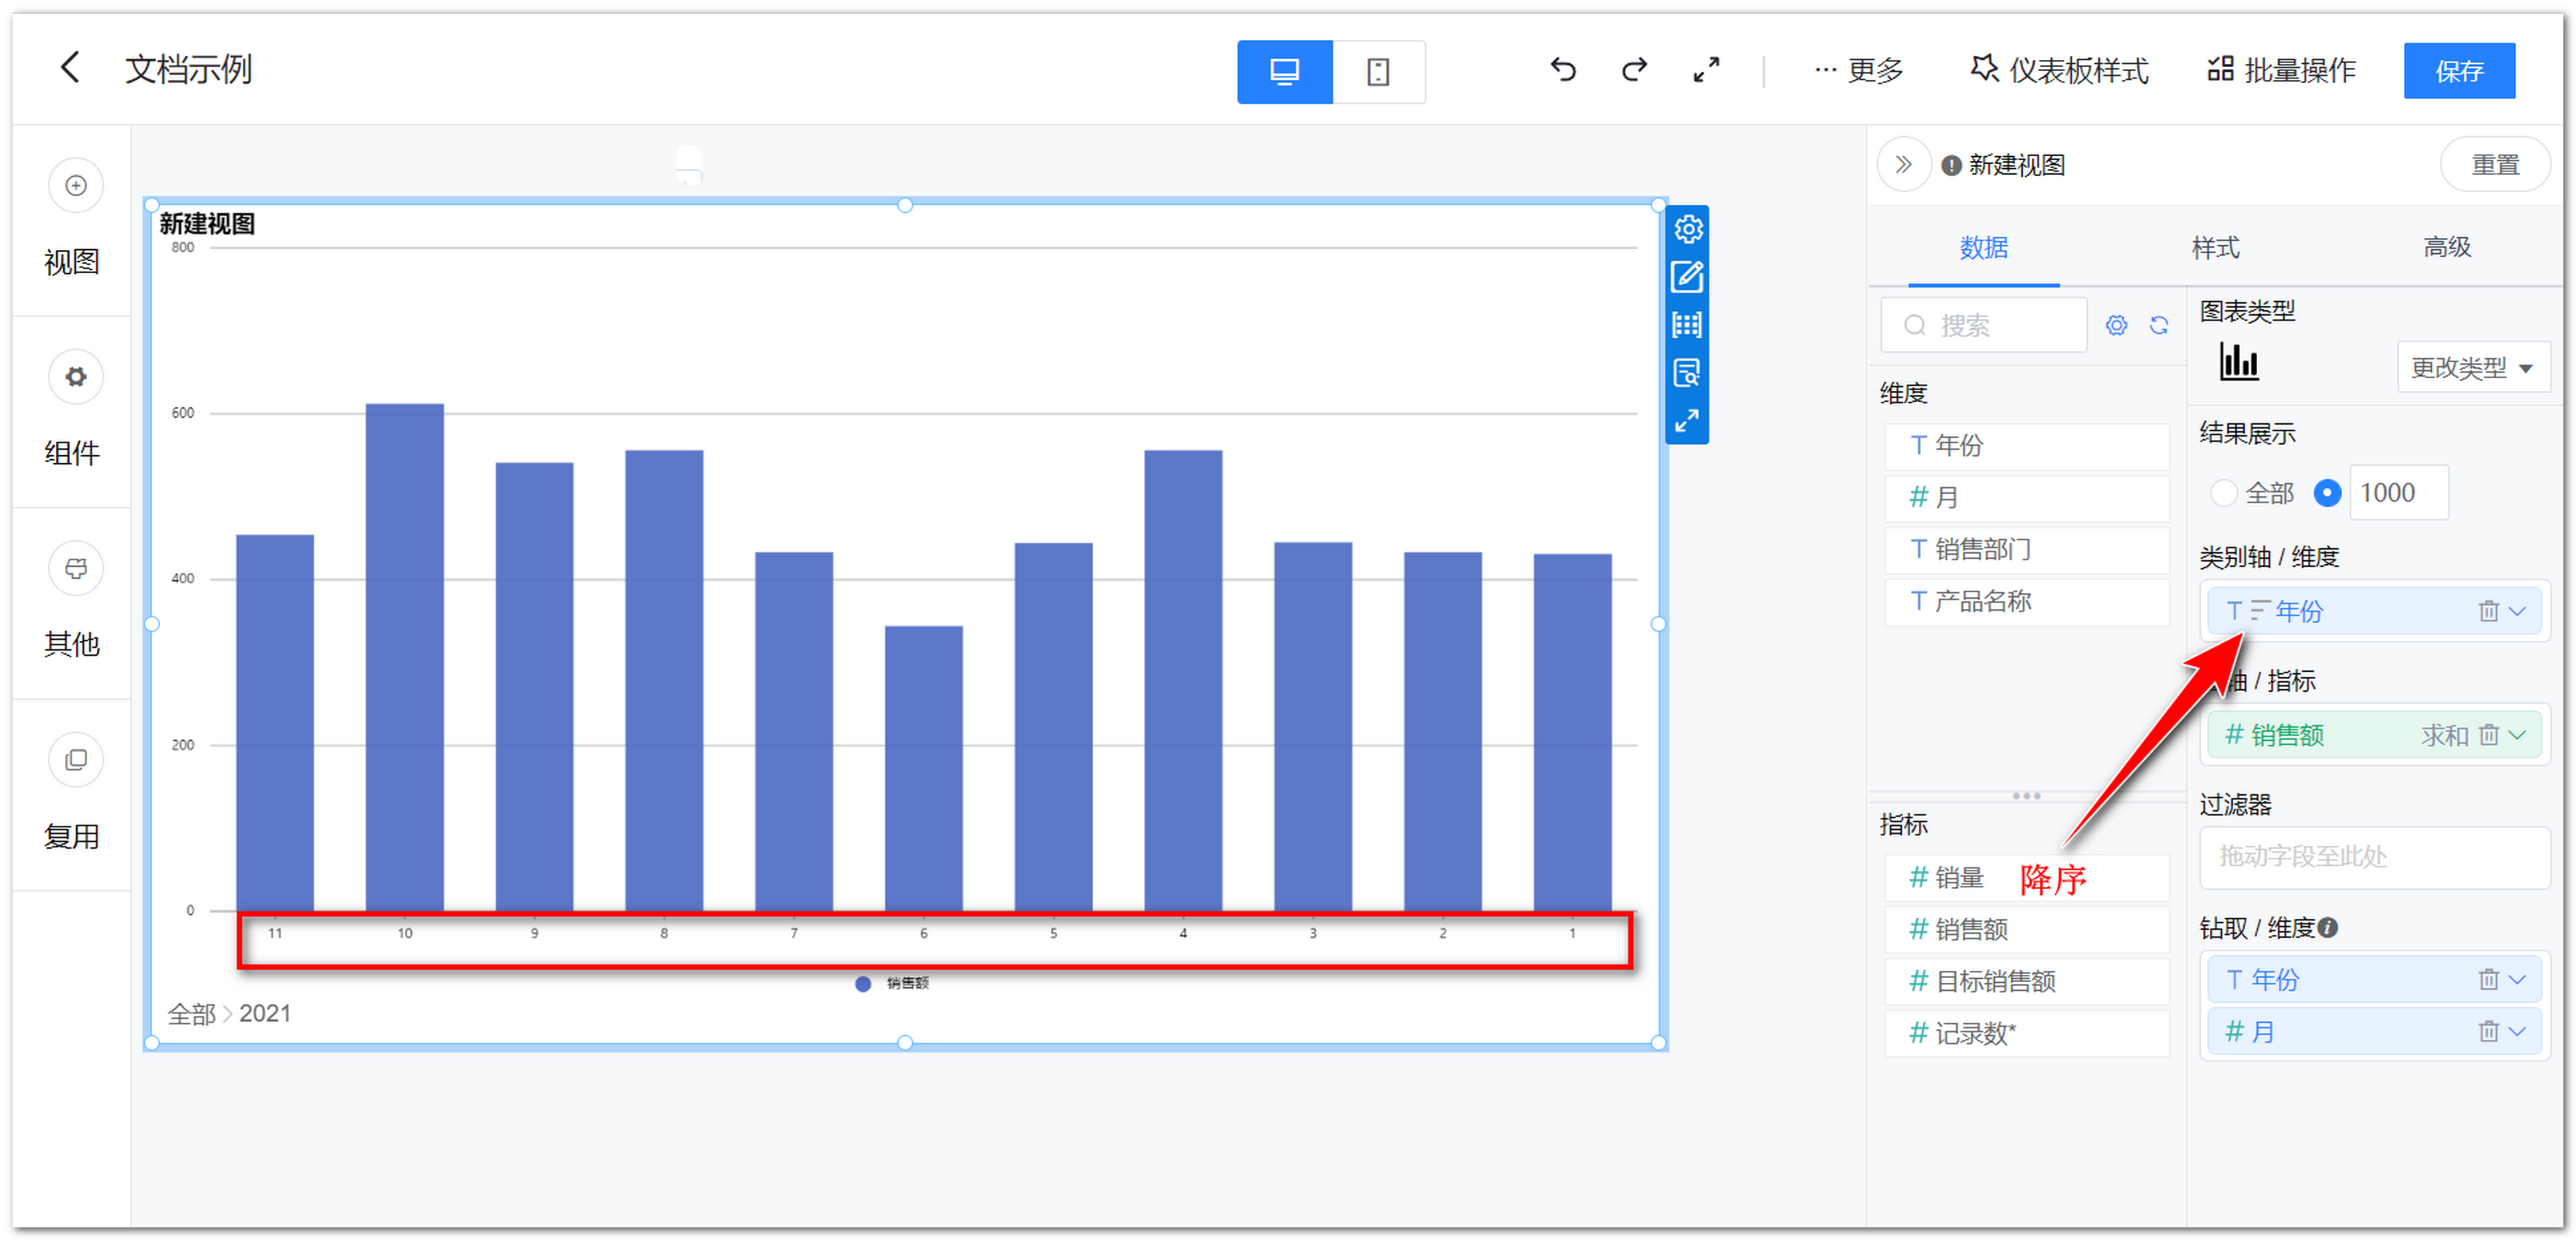 文档示例
··· 更多
仪表板样式
批量操作
保存
视图
组件
其他
复用
新建视图
800
600
400
200
0
11 10 9 8 7 6 5 4 3 2 1
销售额
全部 > 2021
新建视图
重置
数据
样式
高级
搜索
维度
T 年份
# 月
T 销售部门
T 产品名称
指标
# 销量
降序
# 销售额
# 目标销售额
# 记录数*
图表类型
更改类型
结果展示
全部
1000
类别轴 / 维度
T 年份
轴 / 指标
# 销售额 求和
过滤器
拖动字段至此处
钻取 / 维度
T 年份
# 月